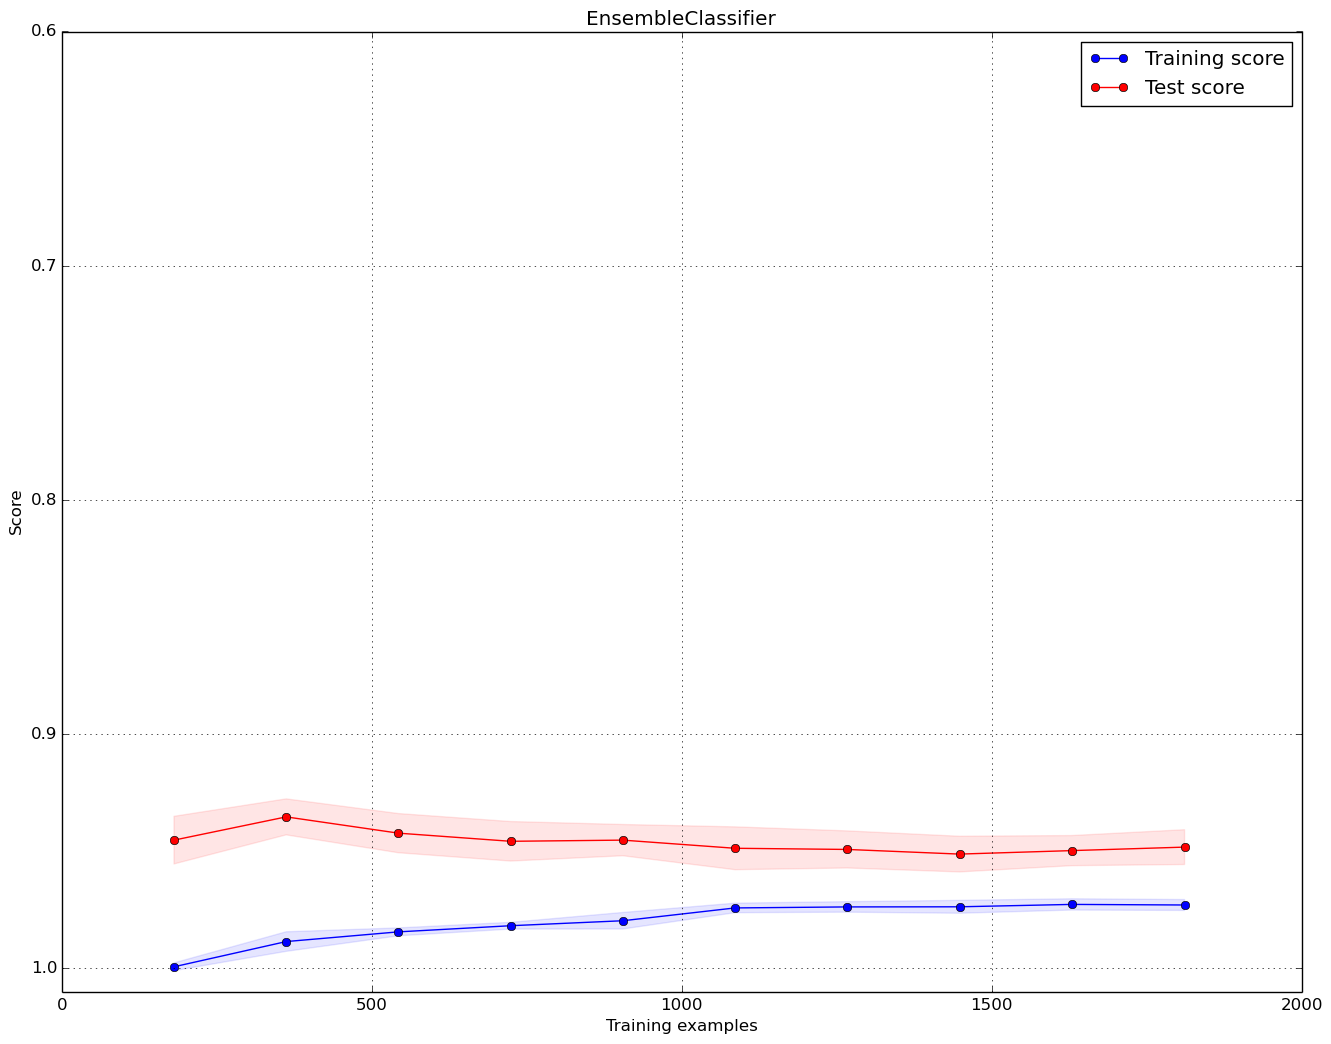 EnsembleClassifier
Training score
Test score
Score
0.6
0.7
0.8
0.9
1.0
0
500
1000
1500
2000
Training examples